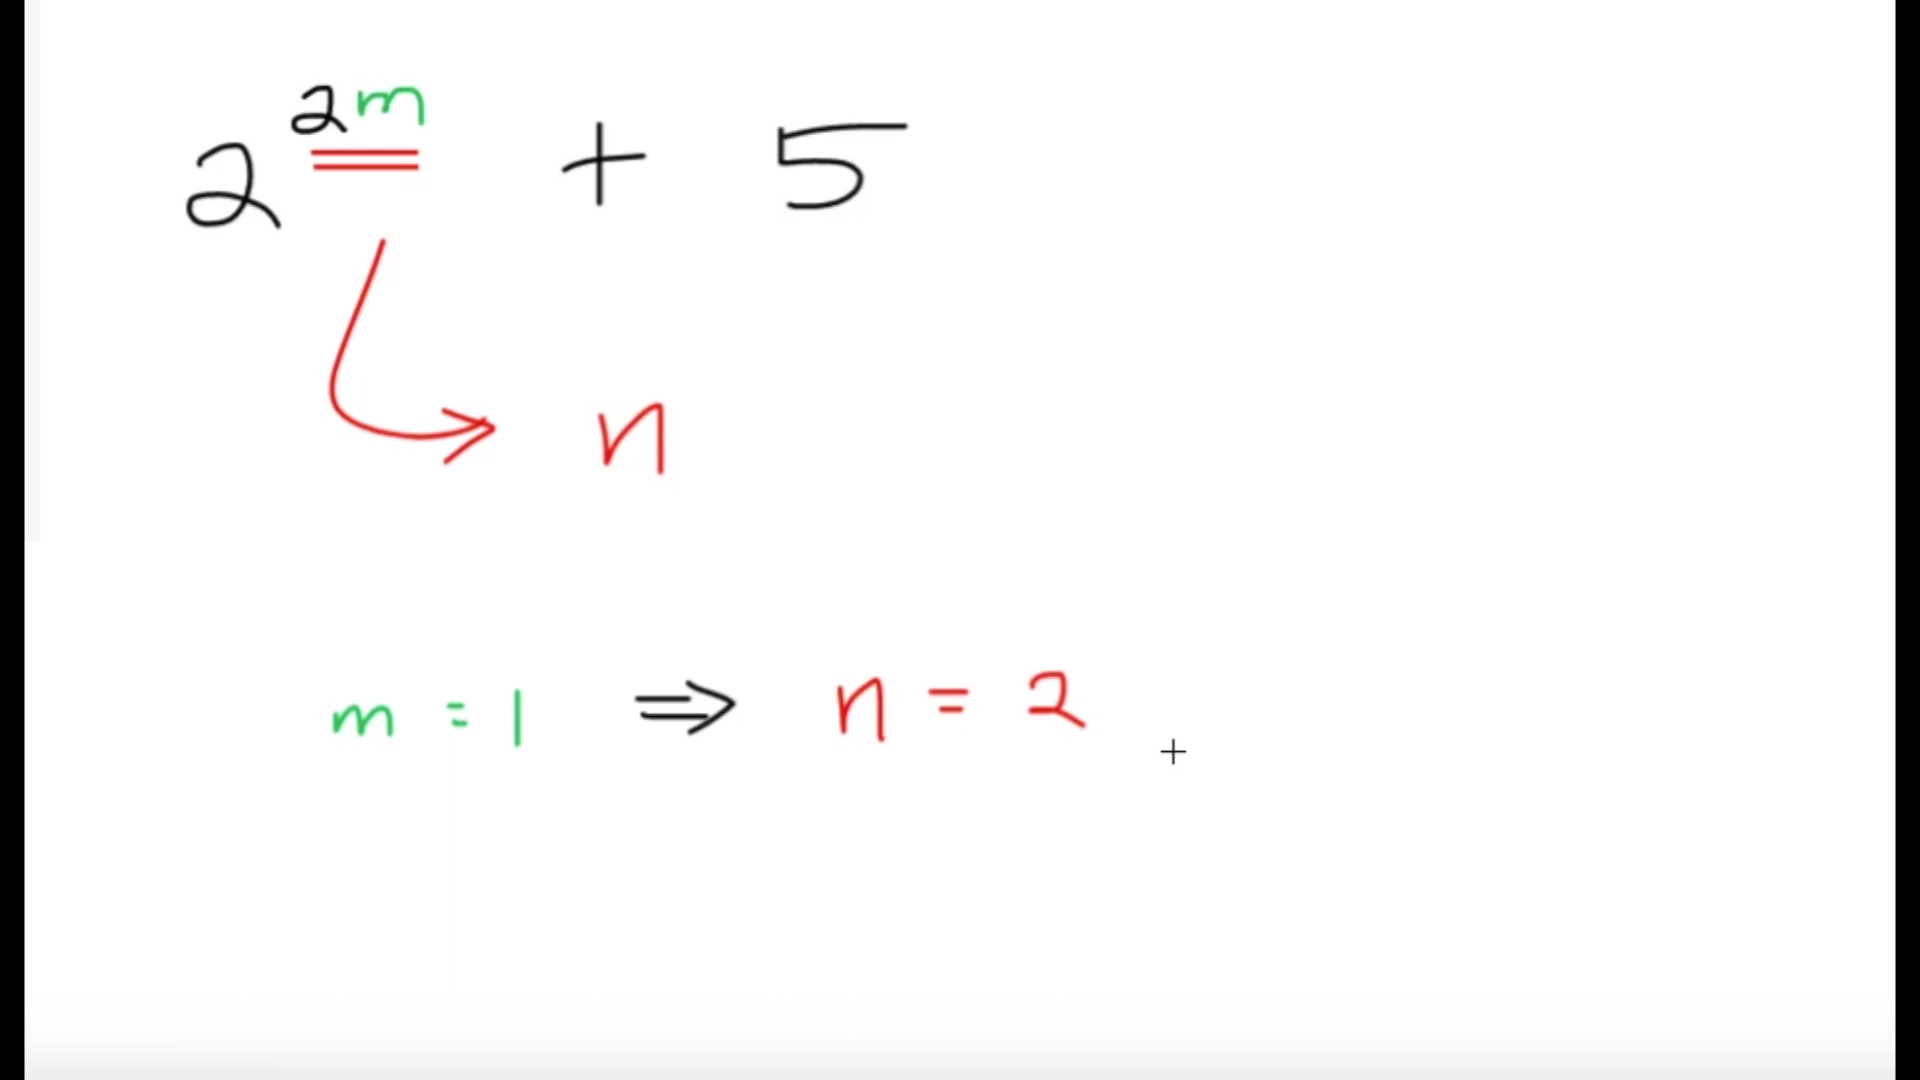 2^{2m} + 5
n
m = 1 ⇒ n = 2